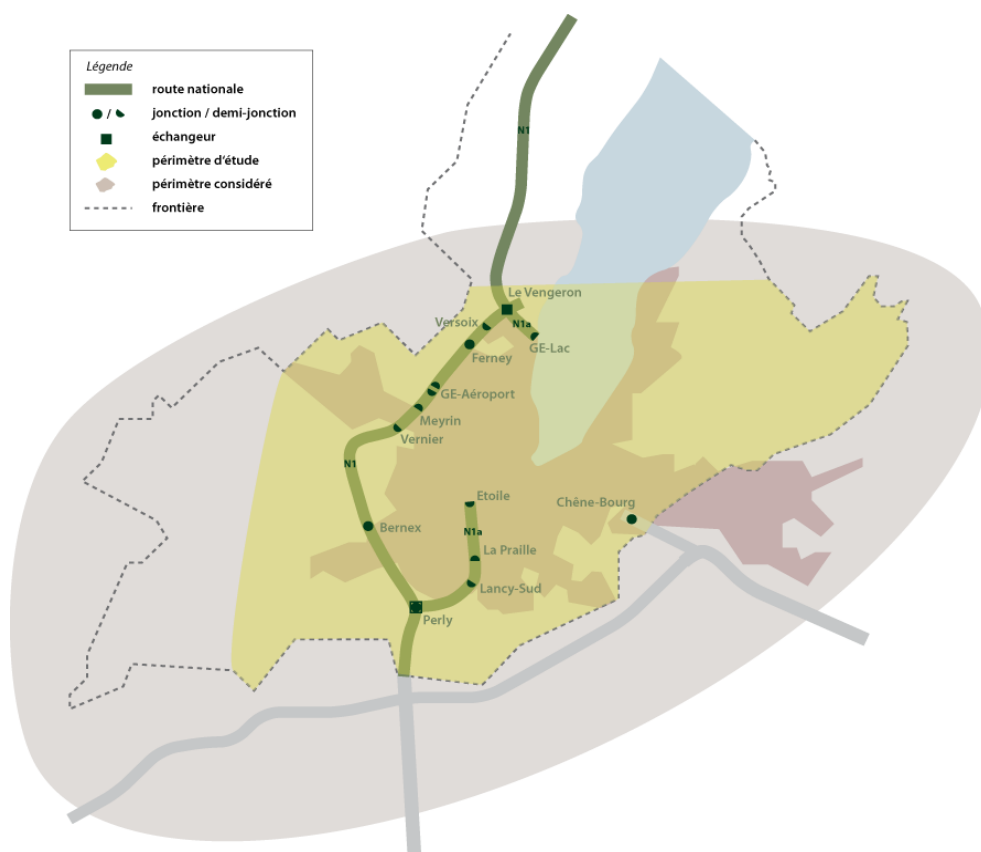 Légende
route nationale
/ jonction / demi-jonction
échangeur
périmètre d'étude
périmètre considéré
frontière
N1
Le Vengeron
Versoix
N1a
GE-Lac
Ferney
GE-Aéroport
Meyrin
Vernier
N1
Etoile
Chêne-Bourg
Bernex
N1a
La Praille
Lancy-Sud
Perly